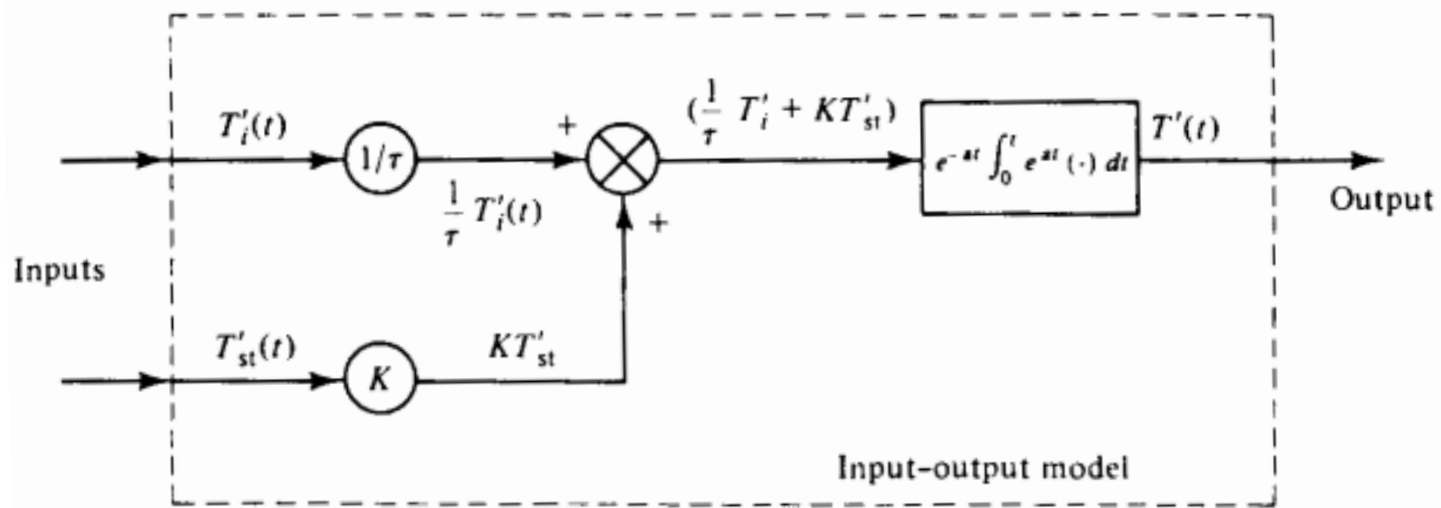 T′ᵢ(t)
1/τ
+
(1/τ T′ᵢ + KT′ₛₜ)
e^{-at} ∫₀ᵗ e^{at} (·) dt
T′(t)
1/τ T′ᵢ(t)
+
Output
Inputs
T′ₛₜ(t)
K
KT′ₛₜ
Input–output model